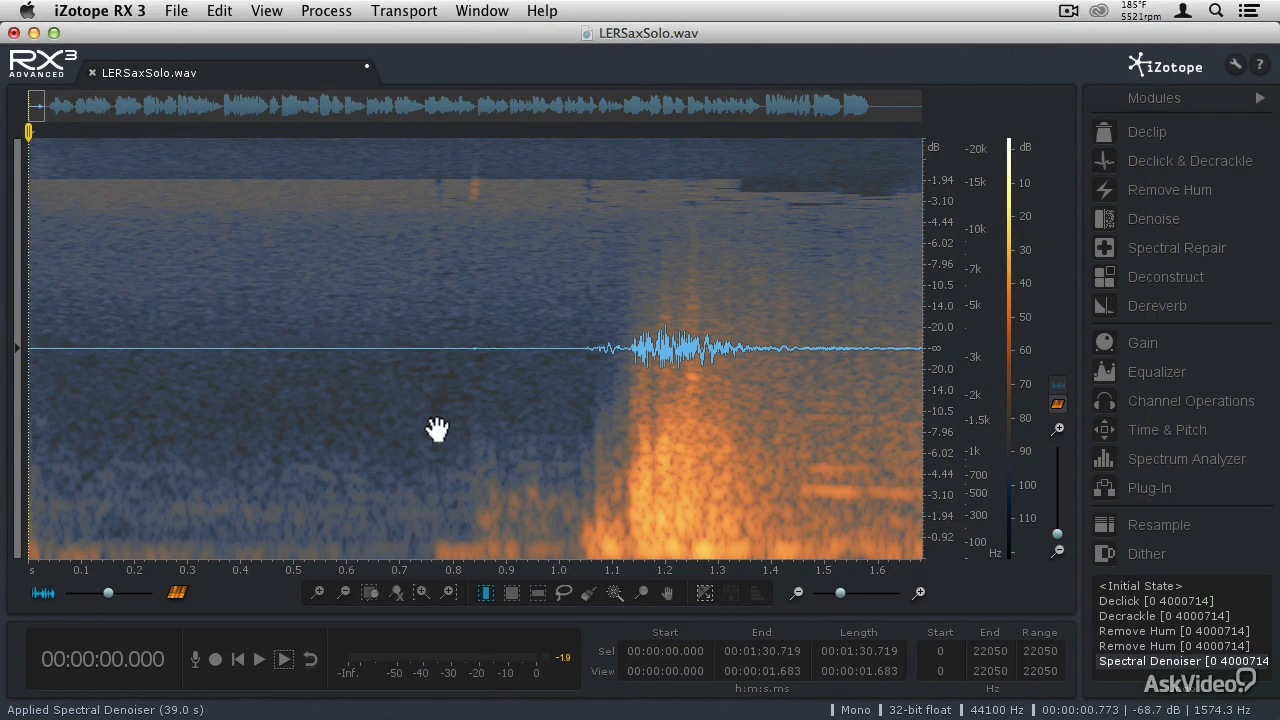 iZotope RX 3 File Edit View Process Transport Window Help 185°F 5521rpm
LERSaxSolo.wav
RX3 ADVANCED
LERSaxSolo.wav
iZotope ?
Modules
Declip
Declick & Decrackle
Remove Hum
Denoise
Spectral Repair
Deconstruct
Dereverb
Gain
Equalizer
Channel Operations
Time & Pitch
Spectrum Analyzer
Plug-In
Resample
Dither
dB
-1.94
-3.10
-4.44
-6.02
-7.96
-10.5
-14.0
-20.0
-∞
-20.0
-14.0
-10.5
-7.96
-6.02
-4.44
-3.10
-1.94
-0.92
-20k
-15k
-10k
-7k
-5k
-3k
-2k
-1.5k
-1k
-700
-500
-300
-100
Hz
dB
10
20
30
40
50
60
70
80
90
100
110
s 0.1 0.2 0.3 0.4 0.5 0.6 0.7 0.8 0.9 1.0 1.1 1.2 1.3 1.4 1.5 1.6
<Initial State>
Declick [0 4000714]
Decrackle [0 4000714]
Remove Hum [0 4000714]
Remove Hum [0 4000714]
Spectral Denoiser [0 4000714
00:00:00.000
-Inf. -50 -40 -30 -20 -10 0
-19
Start End Length Start End Range
Sel 00:00:00.000 00:01:30.719 00:01:30.719 0 22050 22050
View 00:00:00.000 00:00:01.683 00:00:01.683 0 22050 22050
h:m:s.ms Hz
AskVideo
Applied Spectral Denoiser (39.0 s)
Mono 32-bit float 44100 Hz 00:00:00.773 -68.7 dB 1574.3 Hz